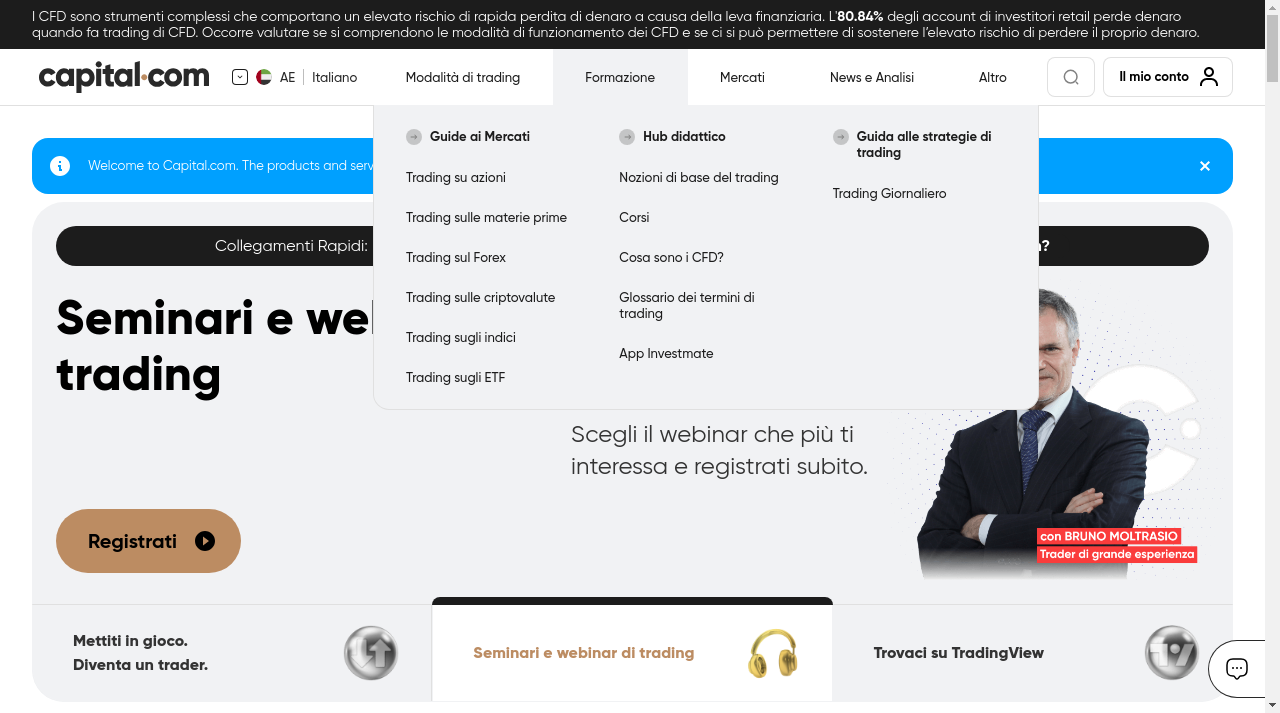 I CFD sono strumenti complessi che comportano un elevato rischio di rapida perdita di denaro a causa della leva finanziaria. L'80.84% degli account di investitori retail perde denaro
quando fa trading di CFD. Occorre valutare se si comprendono le modalità di funzionamento dei CFD e se ci si può permettere di sostenere l'elevato rischio di perdere il proprio denaro.
capital.com
AE
Italiano
Modalità di trading
Formazione
Mercati
News e Analisi
Altro
Il mio conto
Guide ai Mercati
Trading su azioni
Trading sulle materie prime
Trading sul Forex
Trading sulle criptovalute
Trading sugli indici
Trading sugli ETF
Hub didattico
Nozioni di base del trading
Corsi
Cosa sono i CFD?
Glossario dei termini di
trading
App Investmate
Guida alle strategie di
trading
Trading Giornaliero
Welcome to Capital.com. The products and serv
Collegamenti Rapidi:
Seminari e we
trading
Scegli il webinar che più ti
interessa e registrati subito.
Registrati
con BRUNO MOLTRASIO
Trader di grande esperienza
Mettiti in gioco.
Diventa un trader.
Seminari e webinar di trading
Trovaci su TradingView